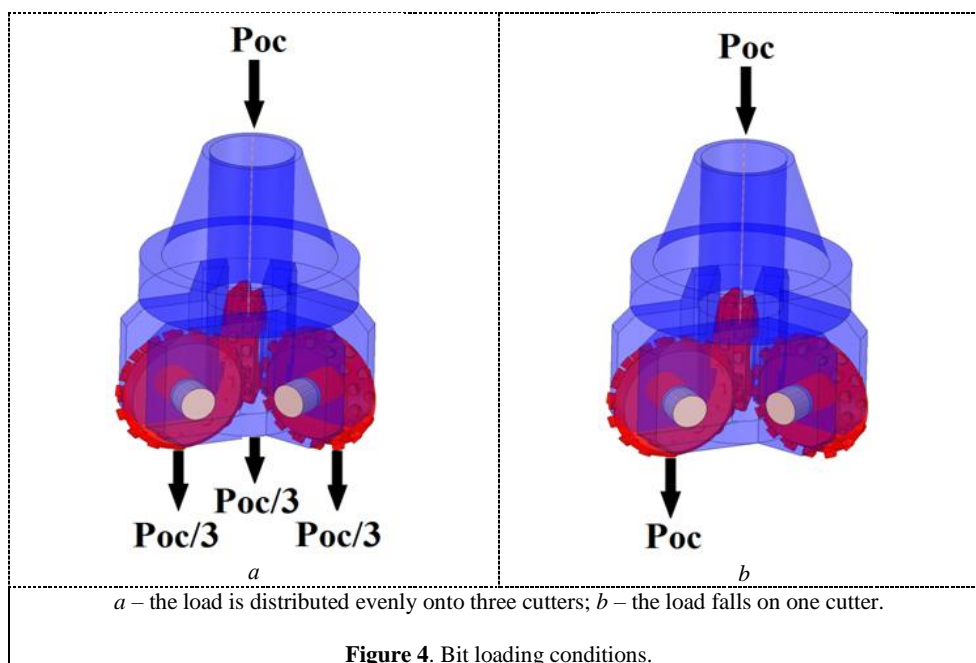 Poc
Poc
Poc/3
Poc/3
Poc/3
Poc
a
b
a – the load is distributed evenly onto three cutters; b – the load falls on one cutter.
Figure 4. Bit loading conditions.